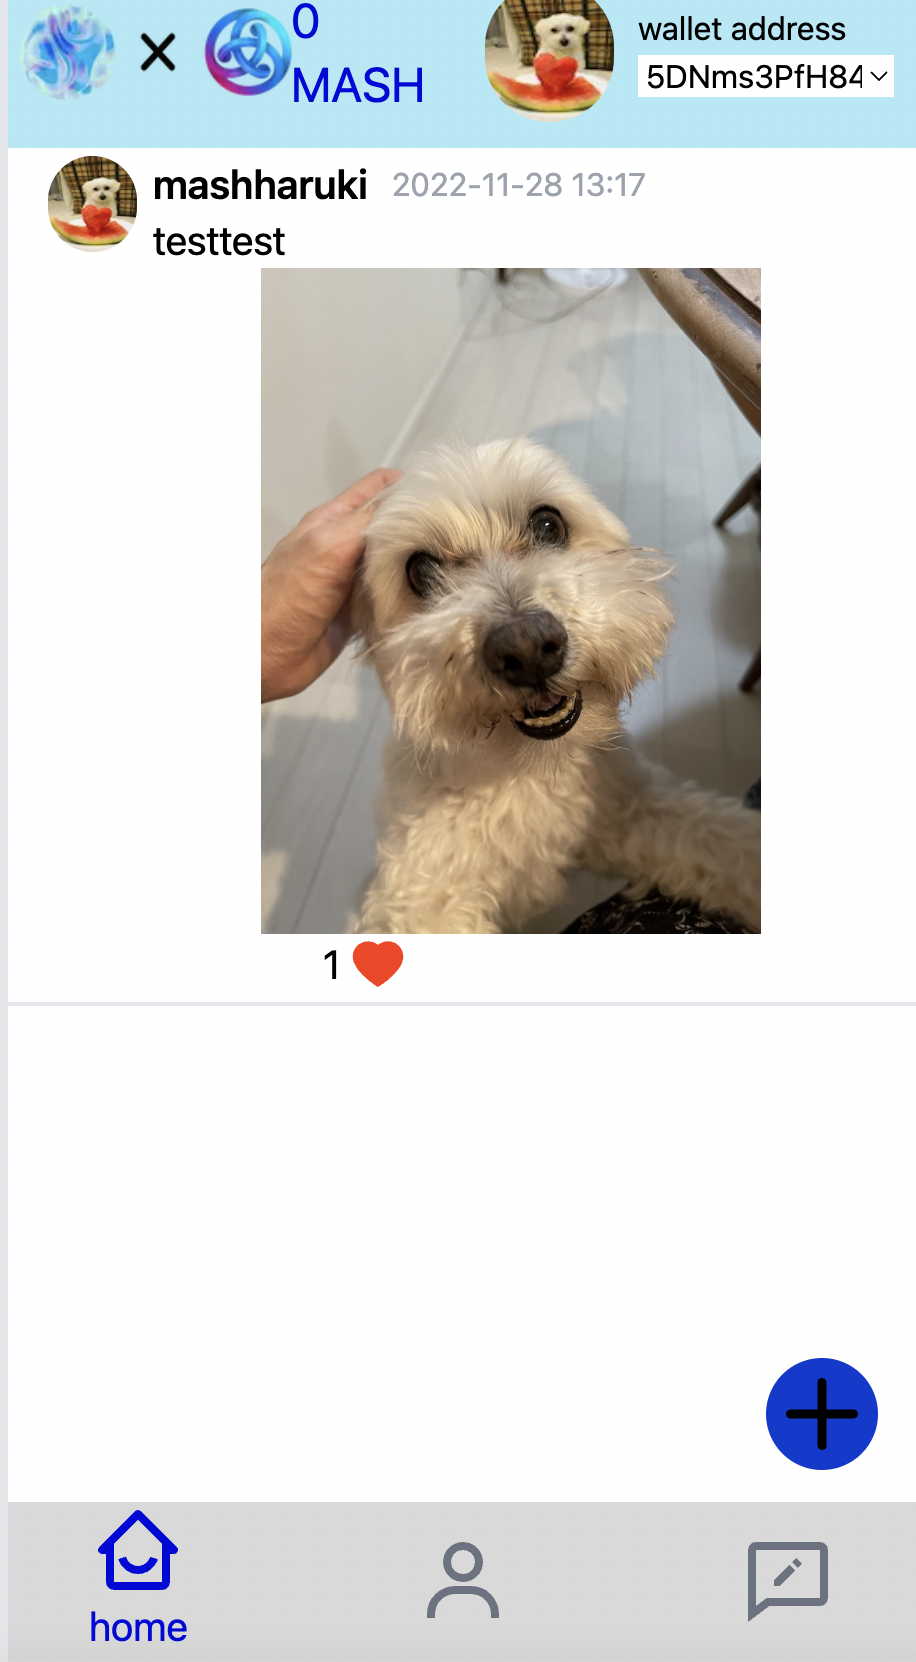 0
MASH
wallet address
5DNms3PfH84
mashharuki 2022-11-28 13:17
testtest
1
home